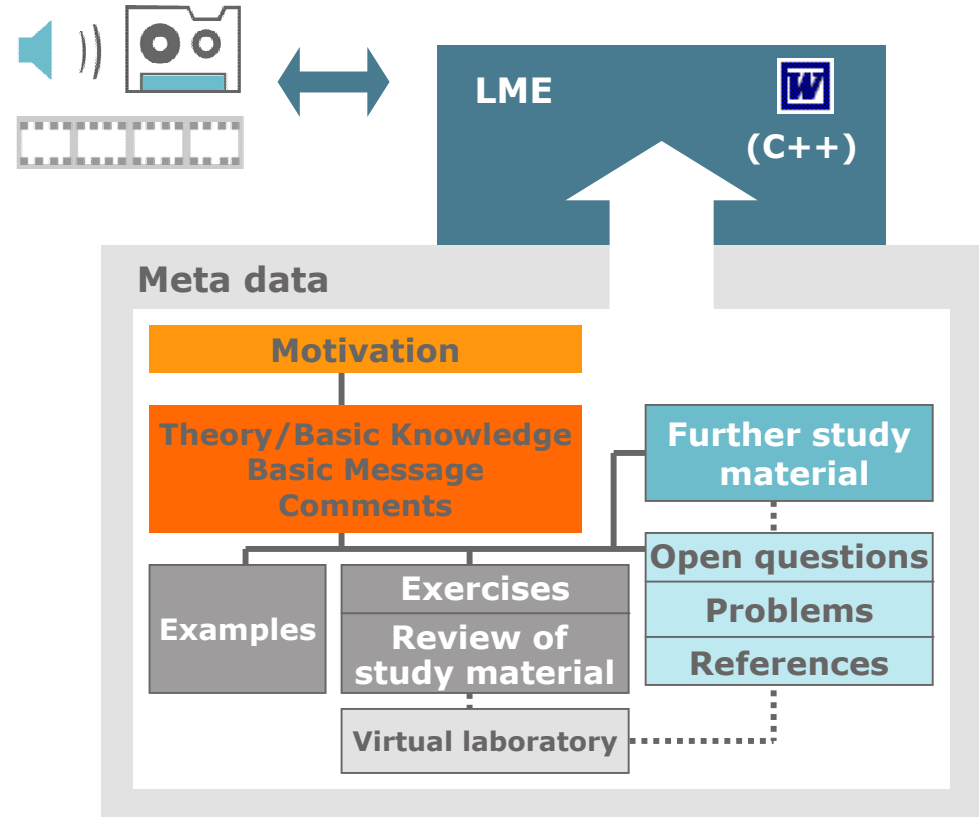 LME
W
(C++)
Meta data
Motivation
Theory/Basic Knowledge
Basic Message
Comments
Further study
material
Examples
Exercises
Review of
study material
Open questions
Problems
References
Virtual laboratory